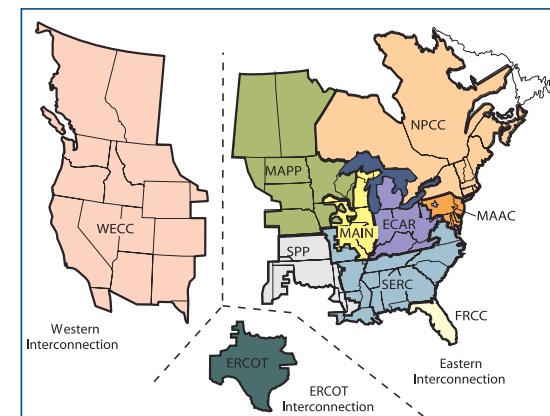 NPCC
MAPP
MAAC
ECAR
MAIN
WECC
SPP
SERC
FRCC
Western
Interconnection
ERCOT
ERCOT
Interconnection
Eastern
Interconnection